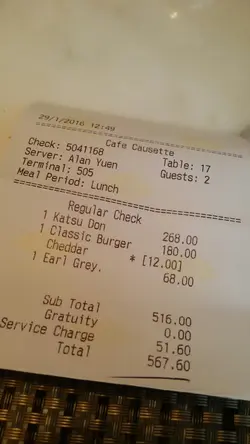 29/1/2016 12:49
Cafe Causette
Check: 5041168 Table: 17
Server: Alan Yuen Guests: 2
Terminal: 505
Meal Period: Lunch
Regular Check
1 Katsu Don 268.00
1 Classic Burger 180.00
Cheddar * [12.00]
1 Earl Grey. 68.00
Sub Total 516.00
Gratuity 0.00
Service Charge 51.60
Total 567.60